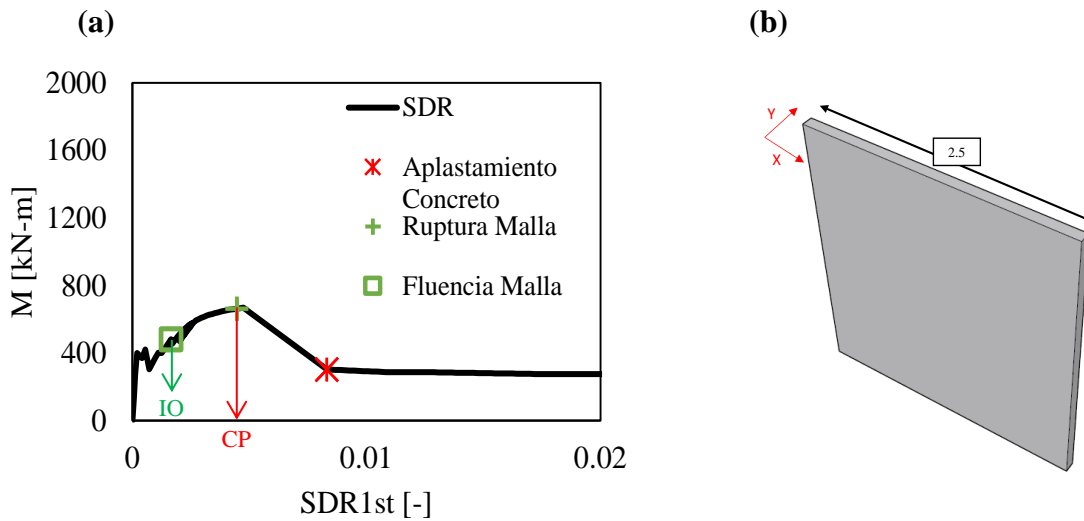 (a)
(b)
2000
1600
1200
800
400
0
M [kN-m]
SDR
Aplastamiento
Concreto
Ruptura Malla
Fluencia Malla
IO
CP
0
0.01
0.02
SDR1st [-]
Y
X
2.5